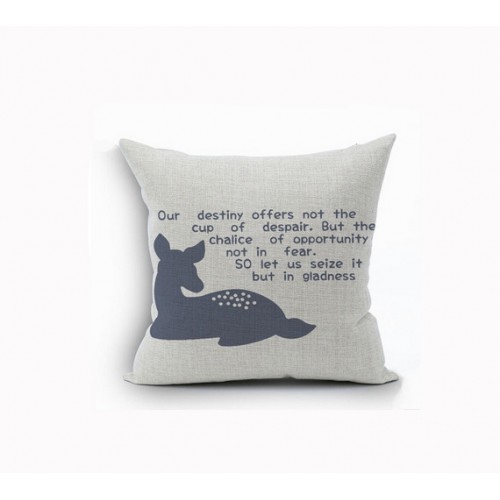 Our destiny offers not the
cup of despair. But the
chalice of opportunity
not in fear.
SO let us seize it
but in gladness